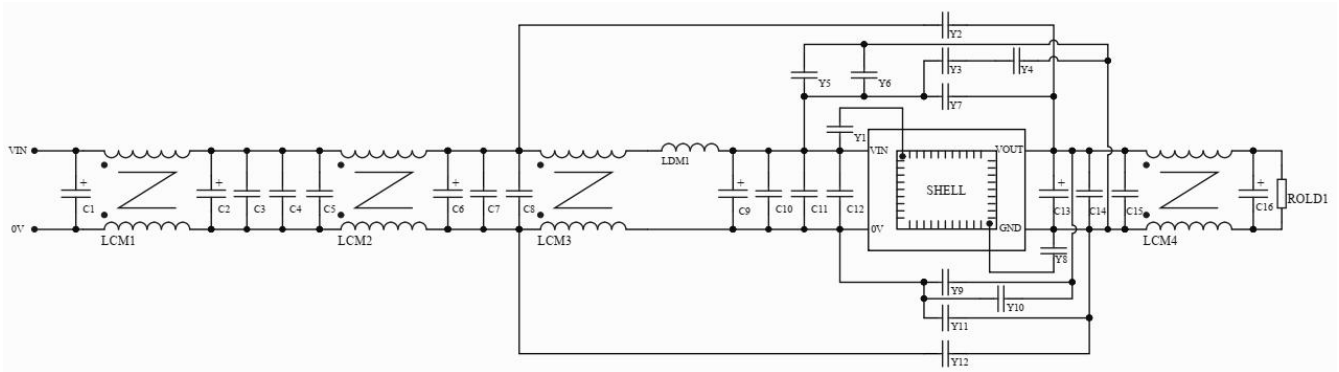 Y2
Y3
Y4
Y5
Y6
Y7
Y1
VIN
LDM1
VIN
VOUT
SHELL
C1
C2
C3
C4
C5
C6
C7
C8
C9
C10
C11
C12
C13
C14
C15
C16
ROLD1
0V
0V
GND
LCM1
LCM2
LCM3
LCM4
Y8
Y9
Y10
Y11
Y12
+
+
+
+
+
+